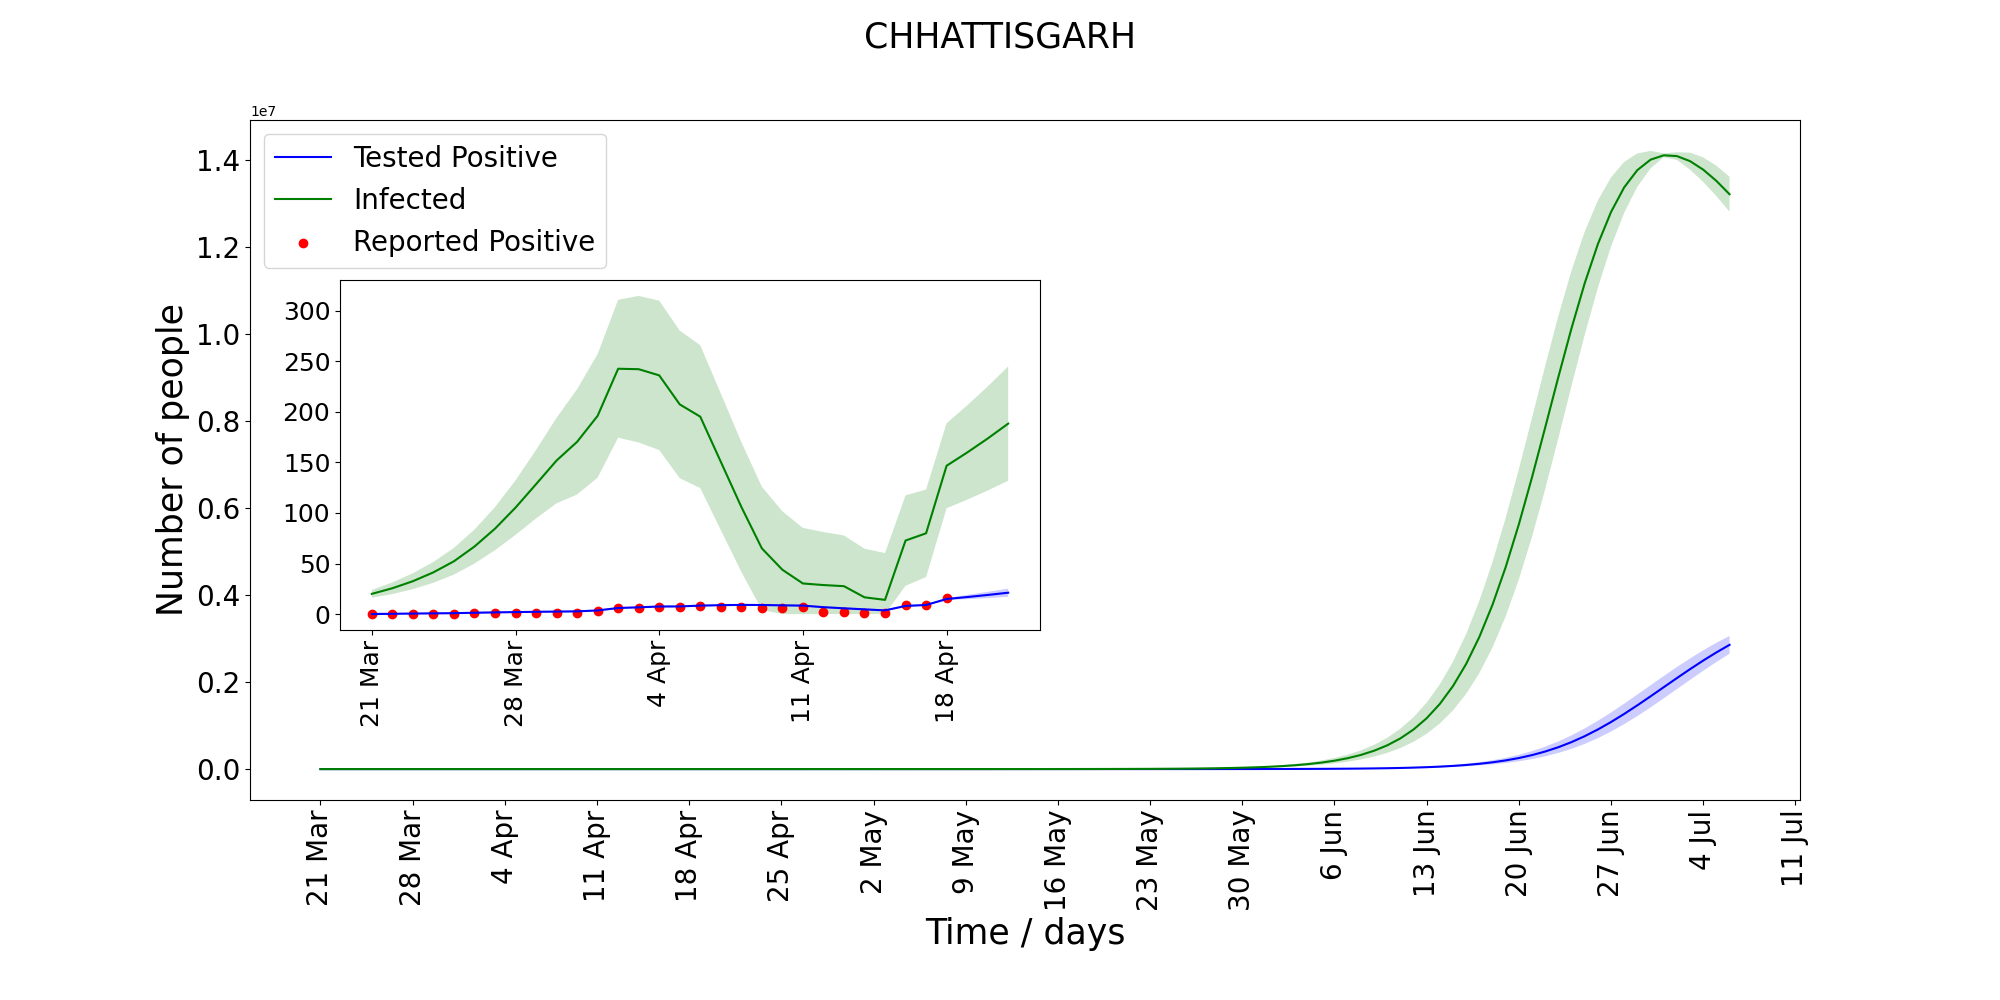 CHHATTISGARH
1e7
Tested Positive
Infected
Reported Positive
Number of people
1.4
1.2
1.0
0.8
0.6
0.4
0.2
0.0
300
250
200
150
100
50
0
21 Mar
28 Mar
4 Apr
11 Apr
18 Apr
21 Mar
28 Mar
4 Apr
11 Apr
18 Apr
25 Apr
2 May
9 May
16 May
23 May
30 May
6 Jun
13 Jun
20 Jun
27 Jun
4 Jul
11 Jul
Time / days